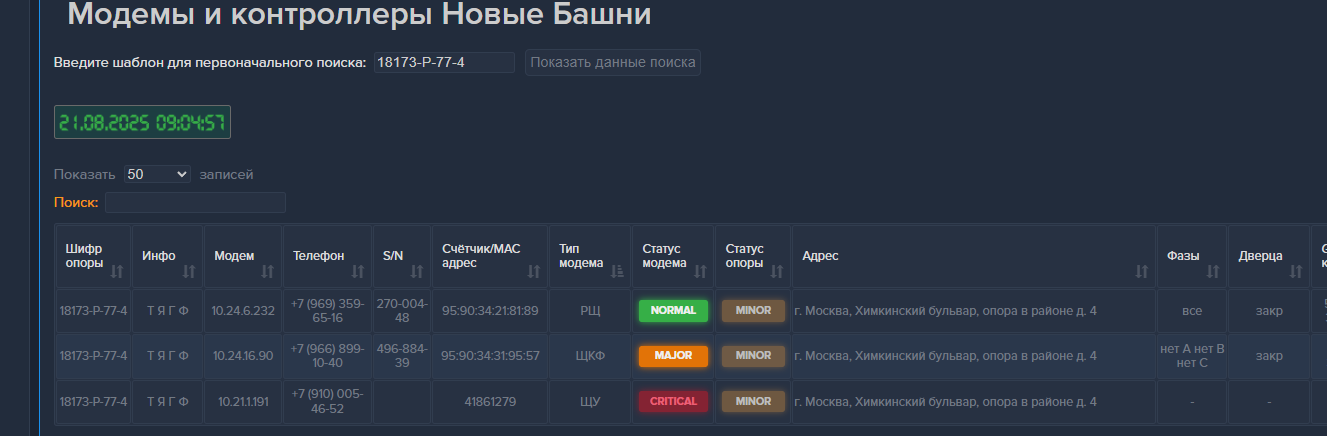 Модемы и контроллеры Новые Башни
Введите шаблон для первоначального поиска: 18173-Р-77-4 Показать данные поиска
21.08.2025 09:04:57
Показать 50 записей
Поиск:
Шифр опоры Инфо Модем Телефон S/N Счётчик/МАС адрес Тип модема Статус модема Статус опоры Адрес Фазы Дверца
18173-Р-77-4 Т Я Г Ф 10.24.6.232 +7 (969) 359-65-16 270-004-48 95:90:34:21:81:89 РЩ NORMAL MINOR г. Москва, Химкинский бульвар, опора в районе д. 4 все закр
18173-Р-77-4 Т Я Г Ф 10.24.16.90 +7 (966) 899-10-40 496-884-39 95:90:34:31:95:57 ЩКФ MAJOR MINOR г. Москва, Химкинский бульвар, опора в районе д. 4 нет A нет B нет C закр
18173-Р-77-4 Т Я Г Ф 10.21.1.191 +7 (910) 005-46-52 41861279 ЩУ CRITICAL MINOR г. Москва, Химкинский бульвар, опора в районе д. 4 - -